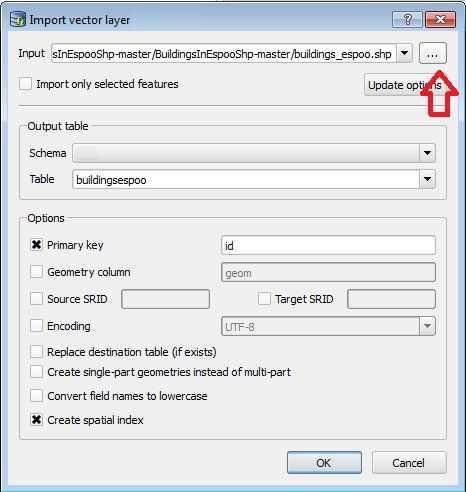 Import vector layer
Input sInEspooShp-master/BuildingsInEspooShp-master/buildings_espoo.shp ...
Import only selected features Update options
Output table
Schema
Table buildingsespoo
Options
Primary key id
Geometry column geom
Source SRID Target SRID
Encoding UTF-8
Replace destination table (if exists)
Create single-part geometries instead of multi-part
Convert field names to lowercase
Create spatial index
OK Cancel